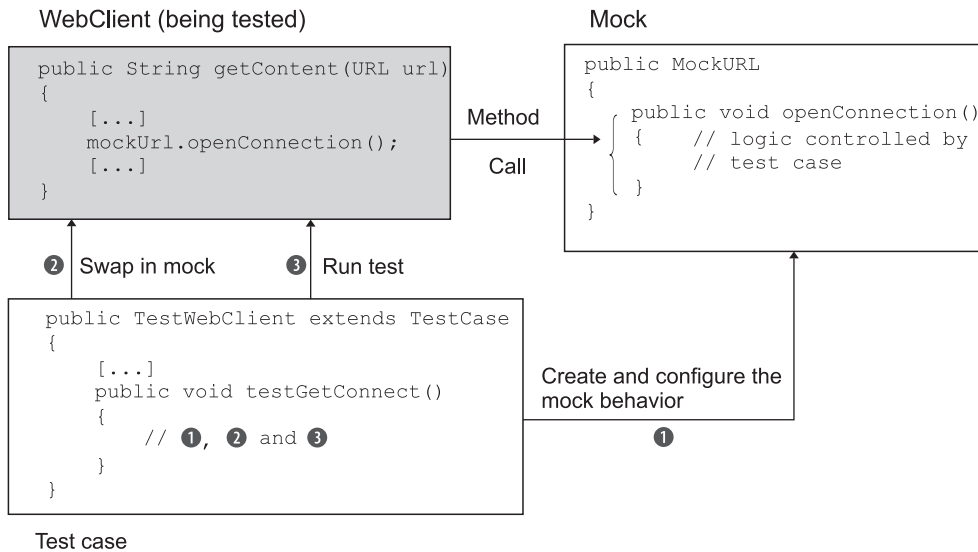 WebClient (being tested)
public String getContent(URL url)
{
[...]
mockUrl.openConnection();
[...]
}
Method
Call
Mock
public MockURL
{
public void openConnection()
{ // logic controlled by
// test case
}
}
❷ Swap in mock
❸ Run test
public TestWebClient extends TestCase
{
[...]
public void testGetConnect()
{
// ❶, ❷ and ❸
}
}
Test case
Create and configure the
mock behavior
❶